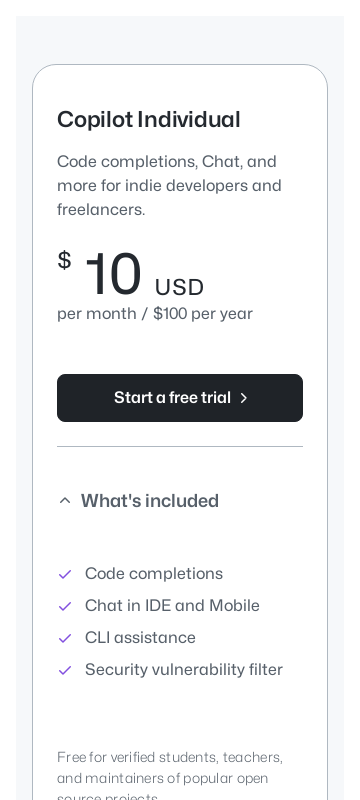 Copilot Individual
Code completions, Chat, and
more for indie developers and
freelancers.
$ 10 USD
per month / $100 per year
Start a free trial
What's included
Code completions
Chat in IDE and Mobile
CLI assistance
Security vulnerability filter
Free for verified students, teachers,
and maintainers of popular open
source projects